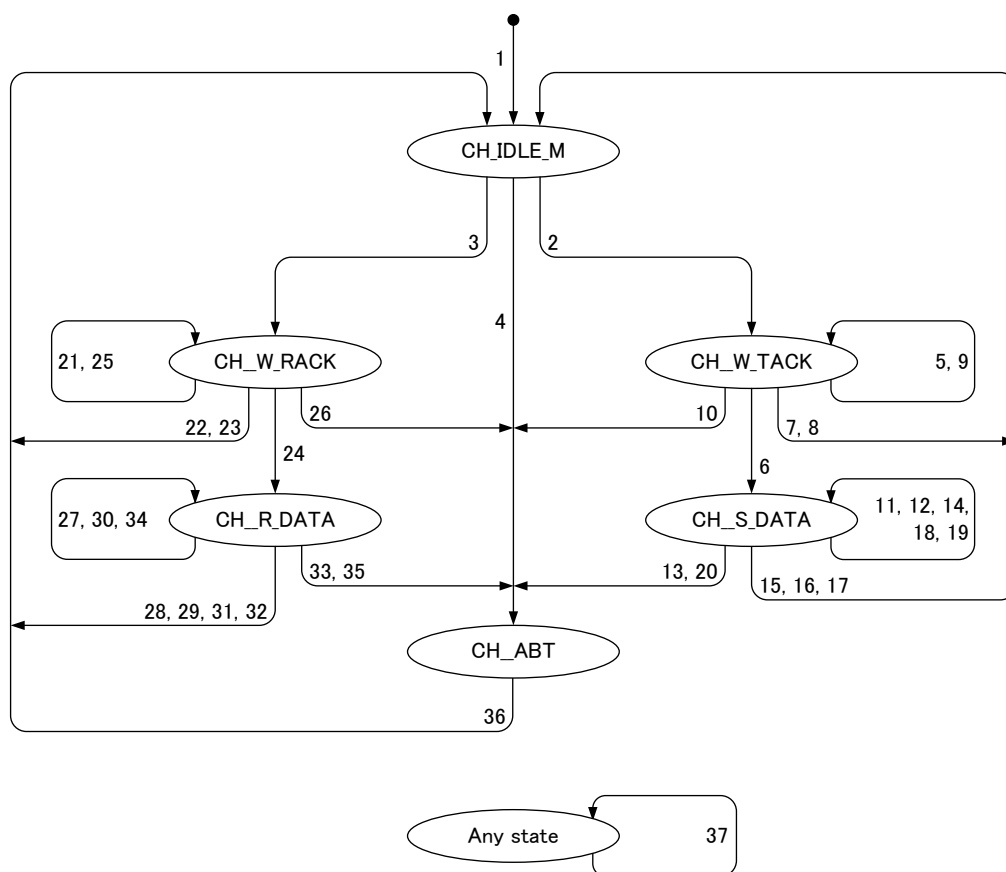 1
CH_IDLE_M
3
2
4
21, 25
CH_W_RACK
CH_W_TACK
5, 9
22, 23
26
10
7, 8
24
6
27, 30, 34
CH_R_DATA
CH_S_DATA
11, 12, 14,
18, 19
28, 29, 31, 32
33, 35
13, 20
15, 16, 17
CH_ABT
36
Any state
37